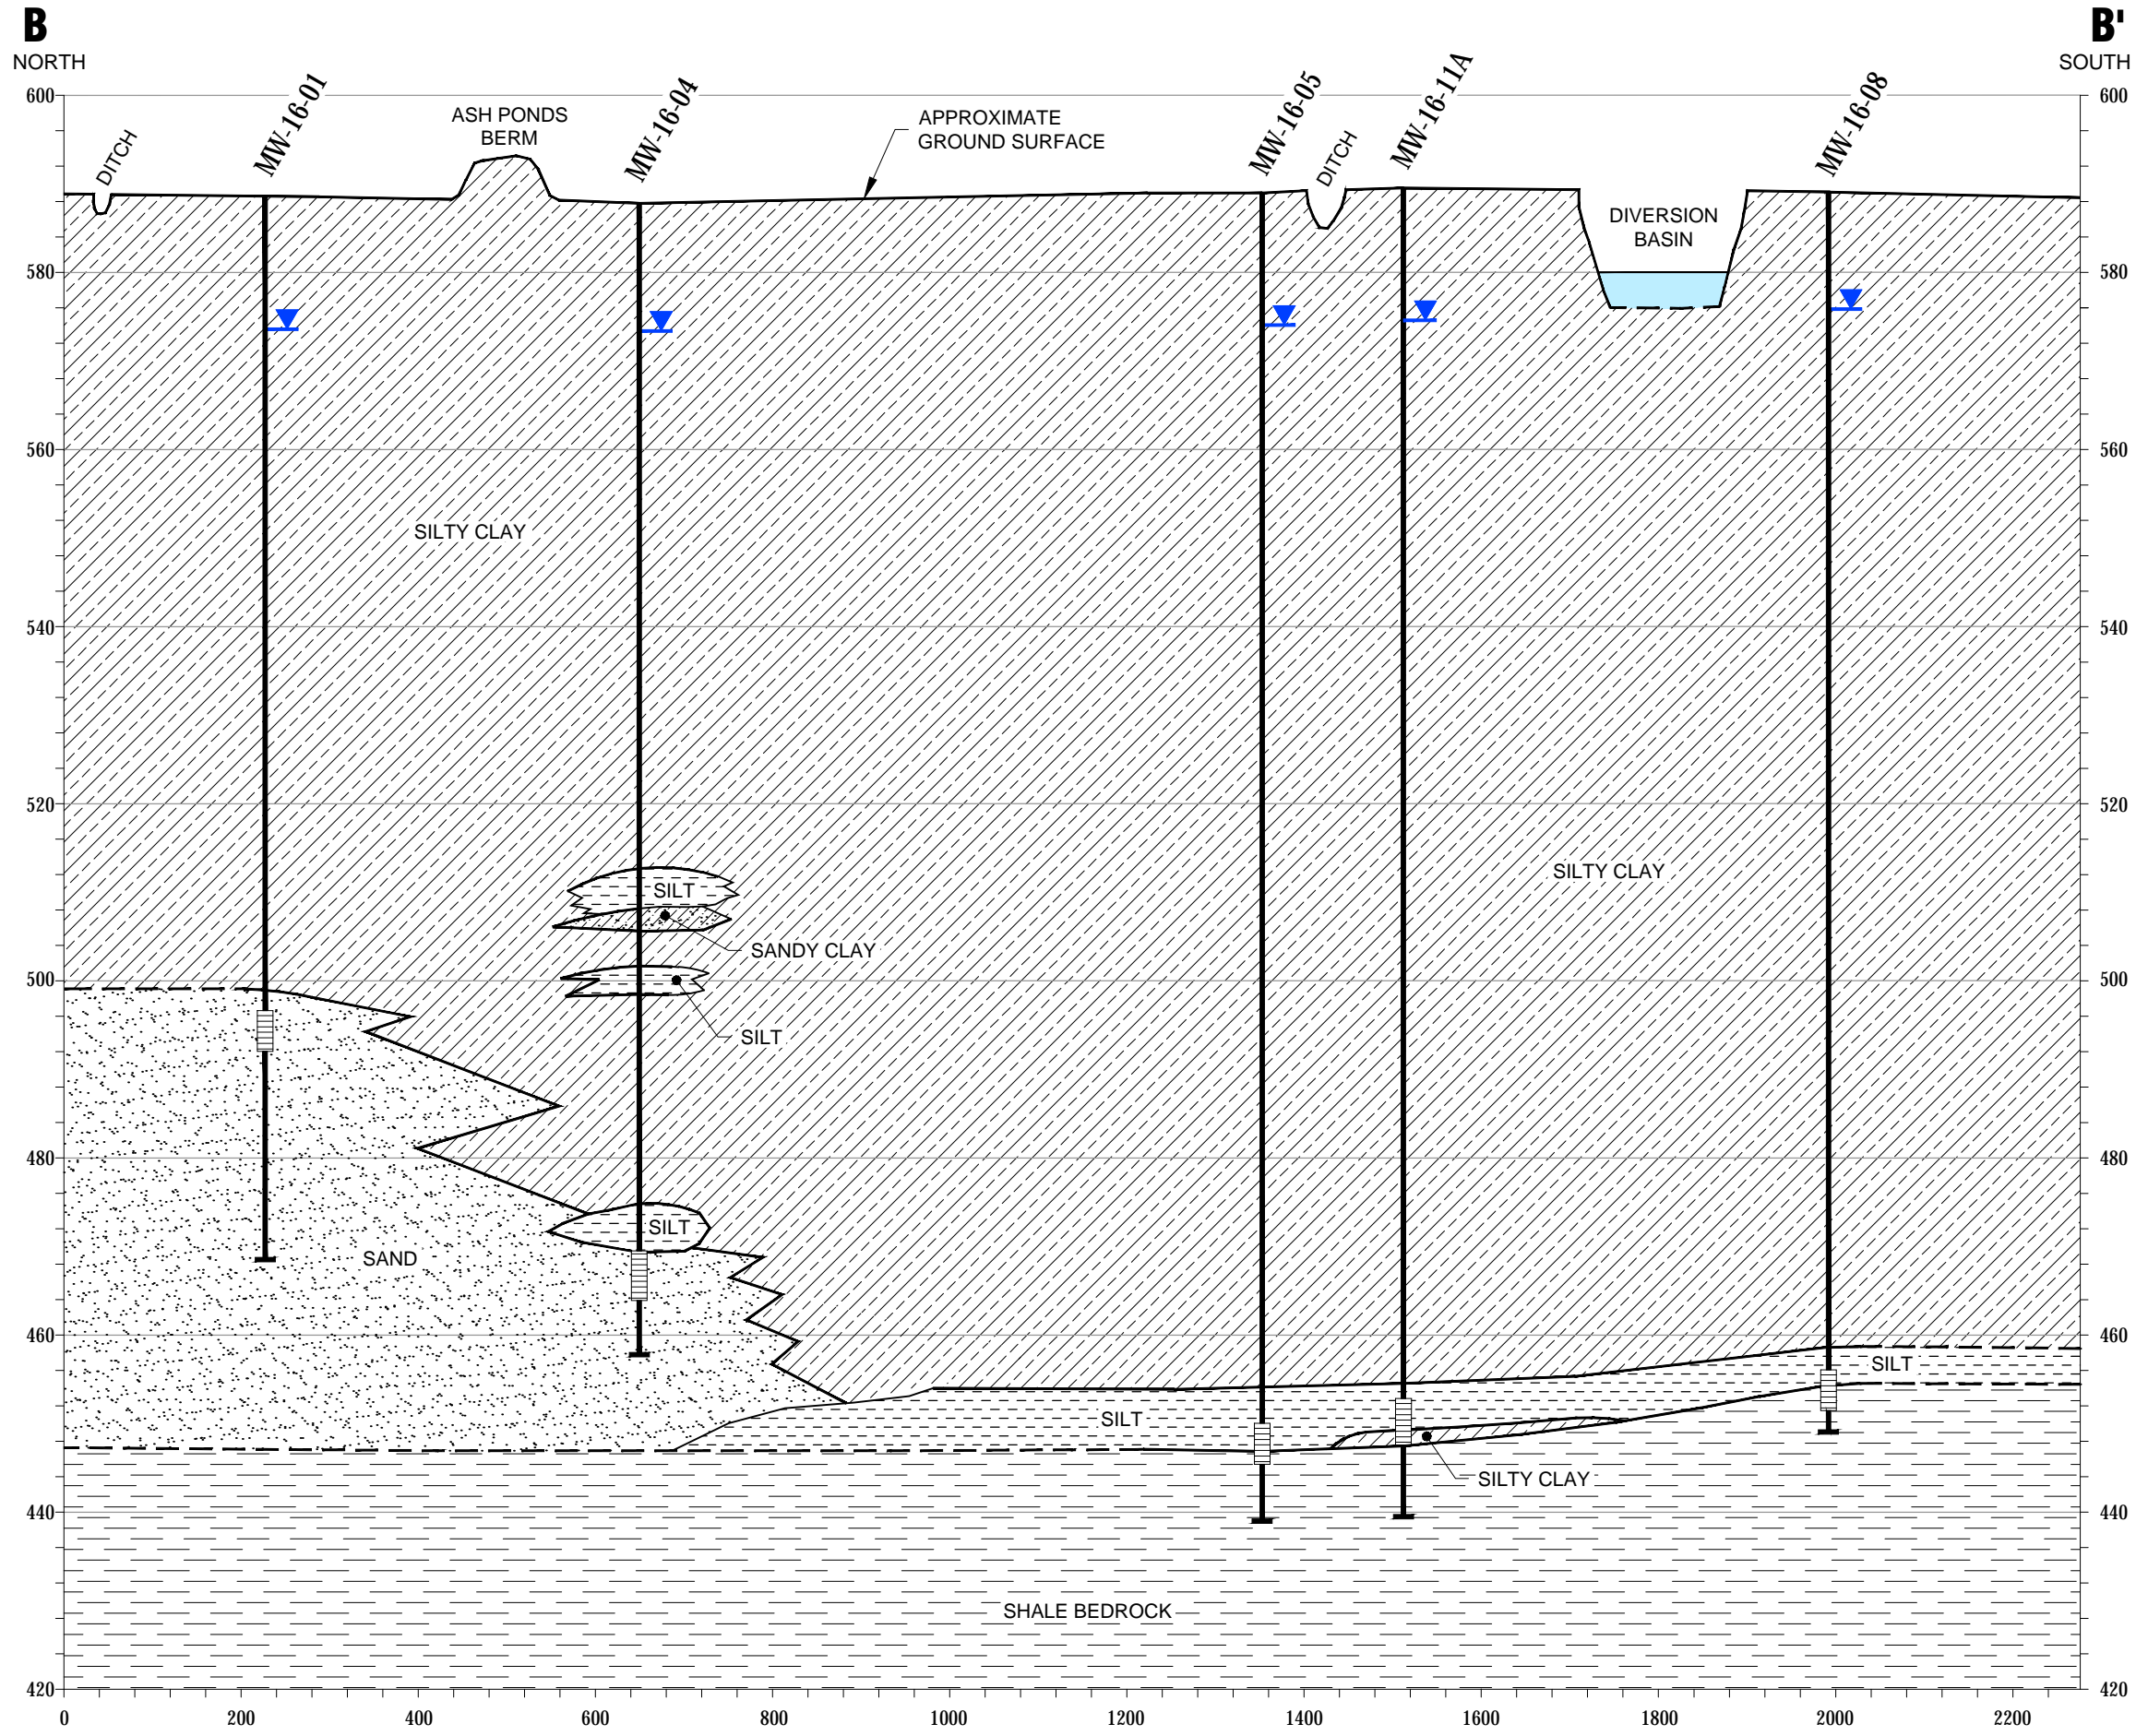 B
B'
NORTH
SOUTH
MW-16-01
MW-16-04
MW-16-05
MW-16-11A
MW-16-08
DITCH
ASH PONDS
BERM
APPROXIMATE
GROUND SURFACE
DITCH
DIVERSION
BASIN
600
600
580
580
560
560
SILTY CLAY
540
540
520
520
SILTY CLAY
SILT
SANDY CLAY
500
500
SILT
480
480
SILT
SAND
460
460
SILT
SILT
SILTY CLAY
440
440
SHALE BEDROCK
420
420
0
200
400
600
800
1000
1200
1400
1600
1800
2000
2200